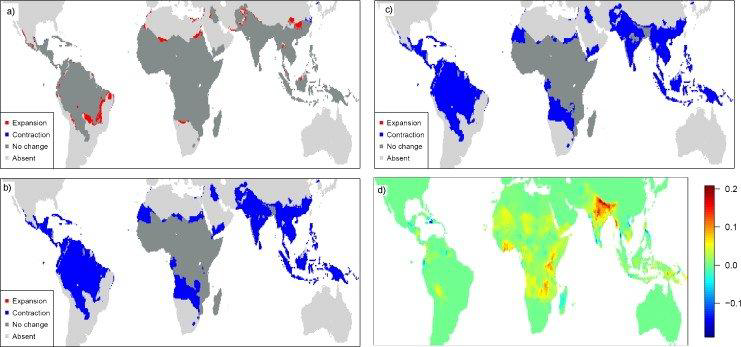 a)
Expansion
Contraction
No change
Absent
c)
Expansion
Contraction
No change
Absent
b)
Expansion
Contraction
No change
Absent
d)
0.2
0.1
0.0
−0.1